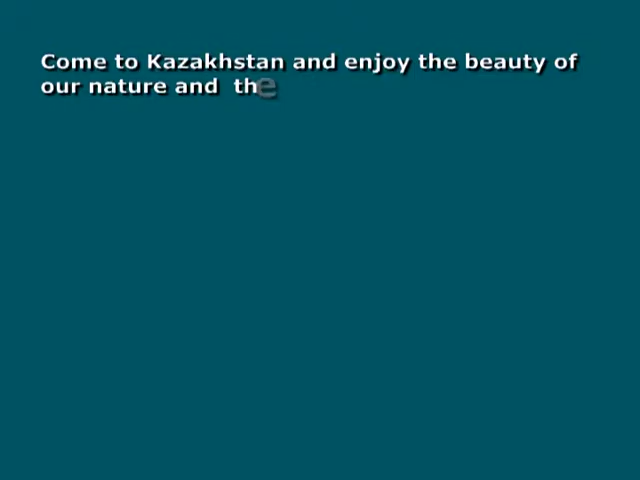 Come to Kazakhstan and enjoy the beauty of
our nature and  the